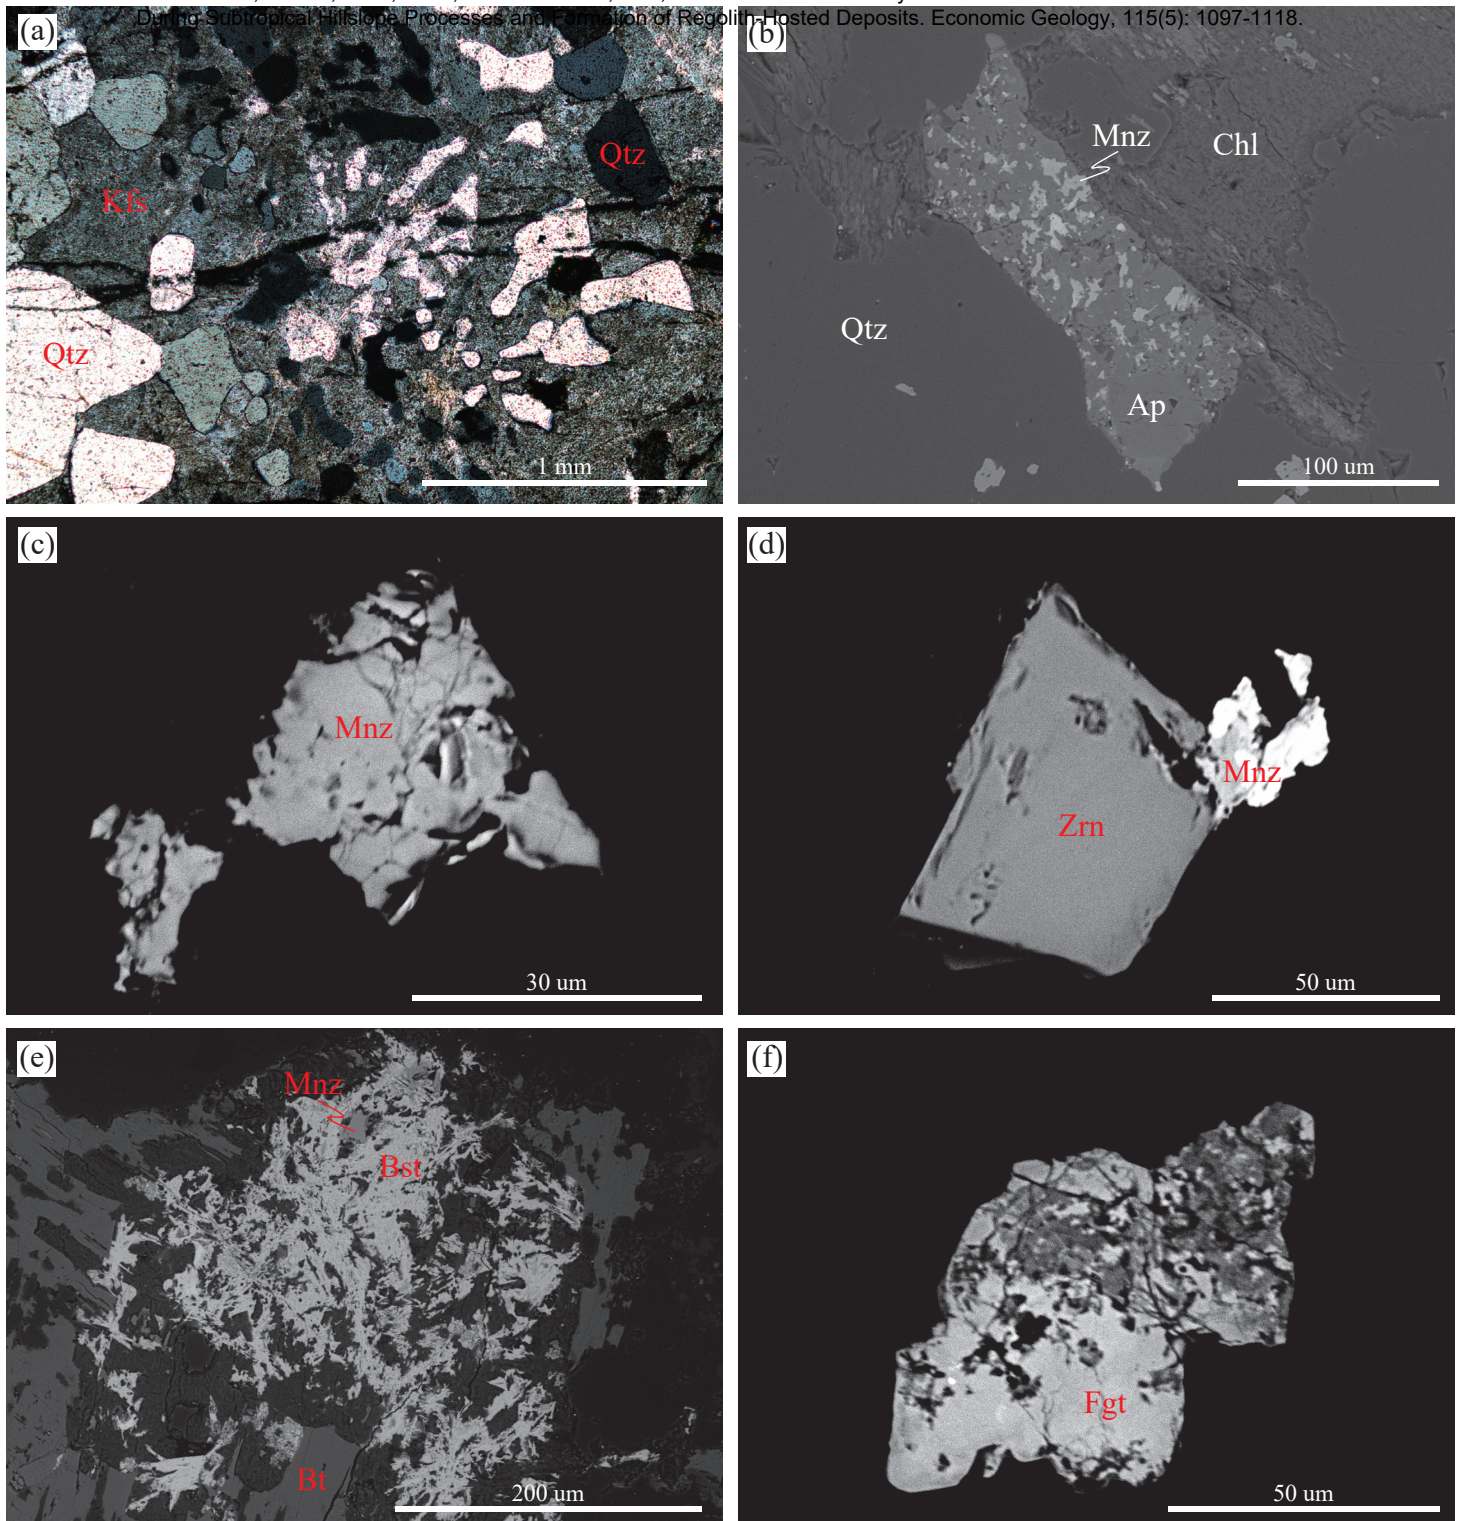 During Subtropical Hillslope Processes and Formation of Regolith-Hosted Deposits. Economic Geology, 115(5): 1097-1118.
(a)
Qtz
Kfs
Qtz
1 mm
(b)
Mnz
Chl
Qtz
Ap
100 um
(c)
Mnz
30 um
(d)
Mnz
Zrn
50 um
(e)
Mnz
Bst
Bt
200 um
(f)
Fgt
50 um